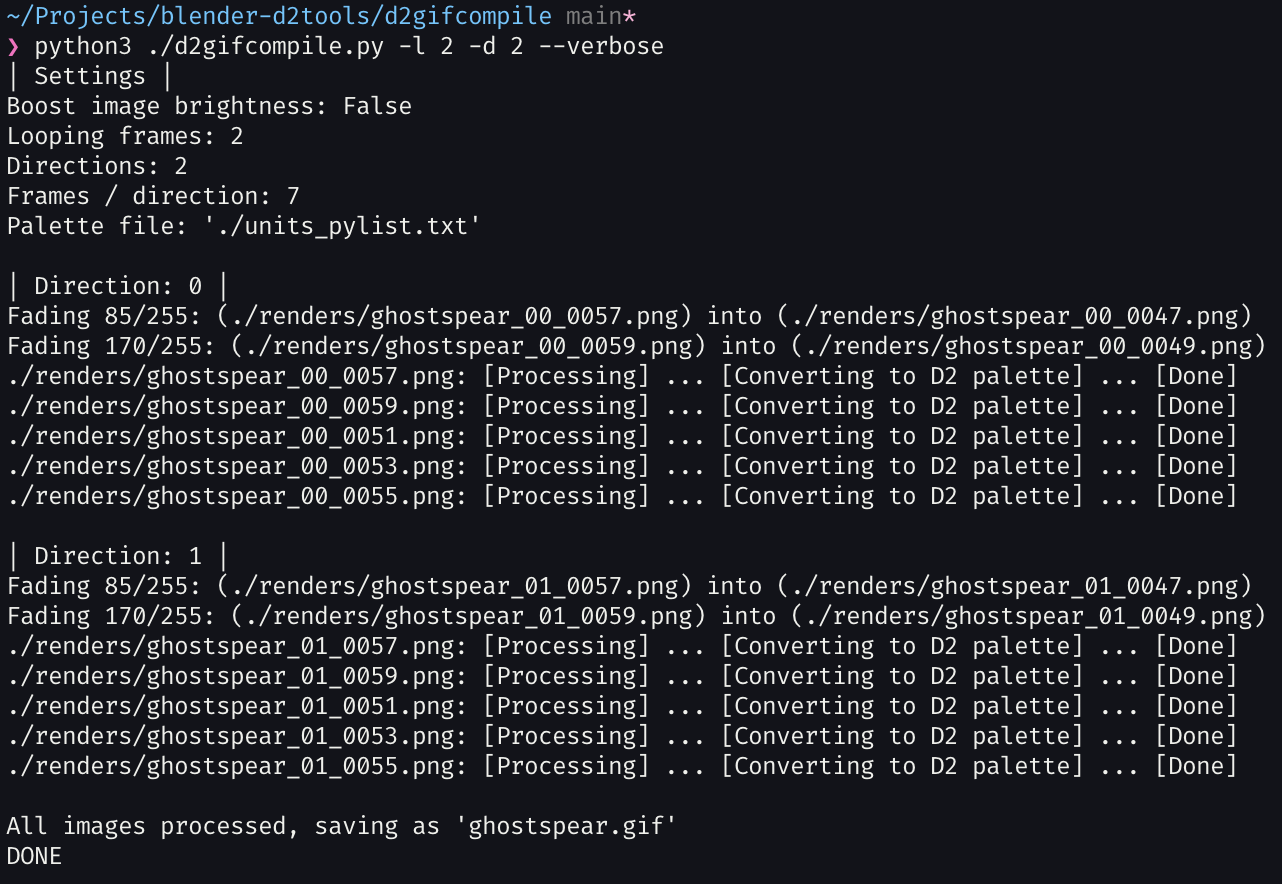 ~/Projects/blender-d2tools/d2gifcompile main*
❯ python3 ./d2gifcompile.py -l 2 -d 2 --verbose
| Settings |
Boost image brightness: False
Looping frames: 2
Directions: 2
Frames / direction: 7
Palette file: './units_pylist.txt'

| Direction: 0 |
Fading 85/255: (./renders/ghostspear_00_0057.png) into (./renders/ghostspear_00_0047.png)
Fading 170/255: (./renders/ghostspear_00_0059.png) into (./renders/ghostspear_00_0049.png)
./renders/ghostspear_00_0057.png: [Processing] ... [Converting to D2 palette] ... [Done]
./renders/ghostspear_00_0059.png: [Processing] ... [Converting to D2 palette] ... [Done]
./renders/ghostspear_00_0051.png: [Processing] ... [Converting to D2 palette] ... [Done]
./renders/ghostspear_00_0053.png: [Processing] ... [Converting to D2 palette] ... [Done]
./renders/ghostspear_00_0055.png: [Processing] ... [Converting to D2 palette] ... [Done]

| Direction: 1 |
Fading 85/255: (./renders/ghostspear_01_0057.png) into (./renders/ghostspear_01_0047.png)
Fading 170/255: (./renders/ghostspear_01_0059.png) into (./renders/ghostspear_01_0049.png)
./renders/ghostspear_01_0057.png: [Processing] ... [Converting to D2 palette] ... [Done]
./renders/ghostspear_01_0059.png: [Processing] ... [Converting to D2 palette] ... [Done]
./renders/ghostspear_01_0051.png: [Processing] ... [Converting to D2 palette] ... [Done]
./renders/ghostspear_01_0053.png: [Processing] ... [Converting to D2 palette] ... [Done]
./renders/ghostspear_01_0055.png: [Processing] ... [Converting to D2 palette] ... [Done]

All images processed, saving as 'ghostspear.gif'
DONE